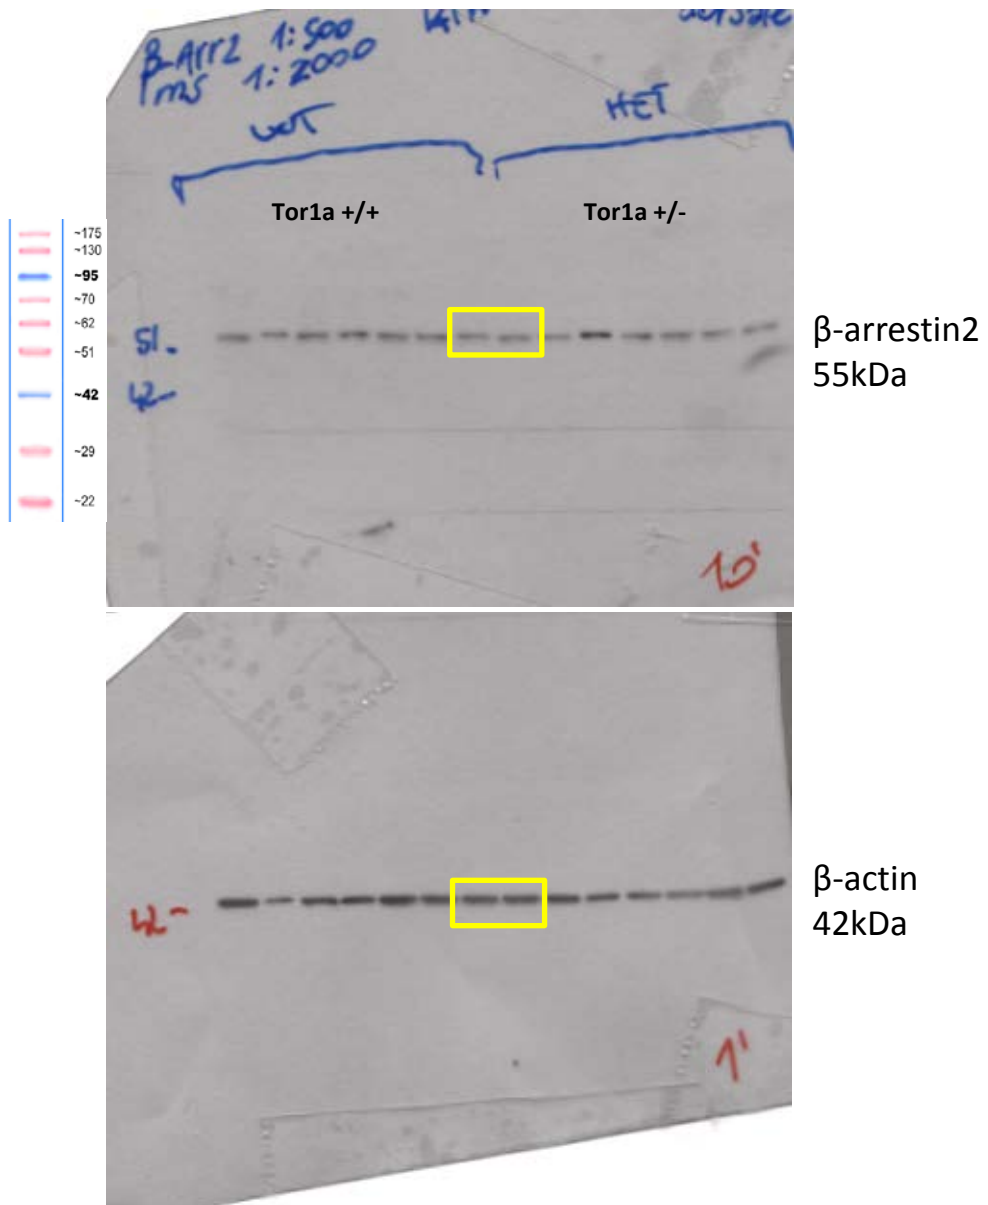 β-Arr2 1:500
ms 1:2000
WT
HET
Tor1a +/+
Tor1a +/-
~175
~130
~95
~70
~62
~51
~42
~29
~22
51-
42-
β-arrestin2
55kDa
10'
42-
β-actin
42kDa
1'